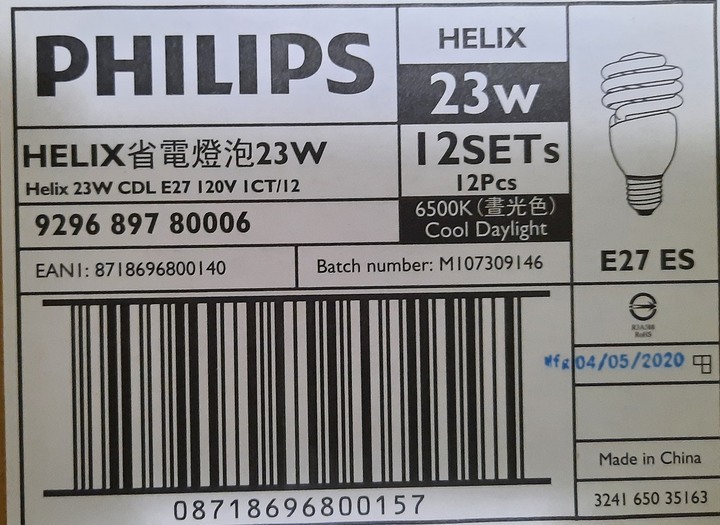 PHILIPS
HELIX
23w
HELIX省電燈泡23W
12SETs
Helix 23W CDL E27 120V 1CT/12
12Pcs
9296 897 80006
6500K (晝光色)
Cool Daylight
EAN1: 8718696800140
Batch number: M107309146
E27 ES
R3A588
RoHS
Mfg 04/05/2020
Made in China
08718696800157
3241 650 35163